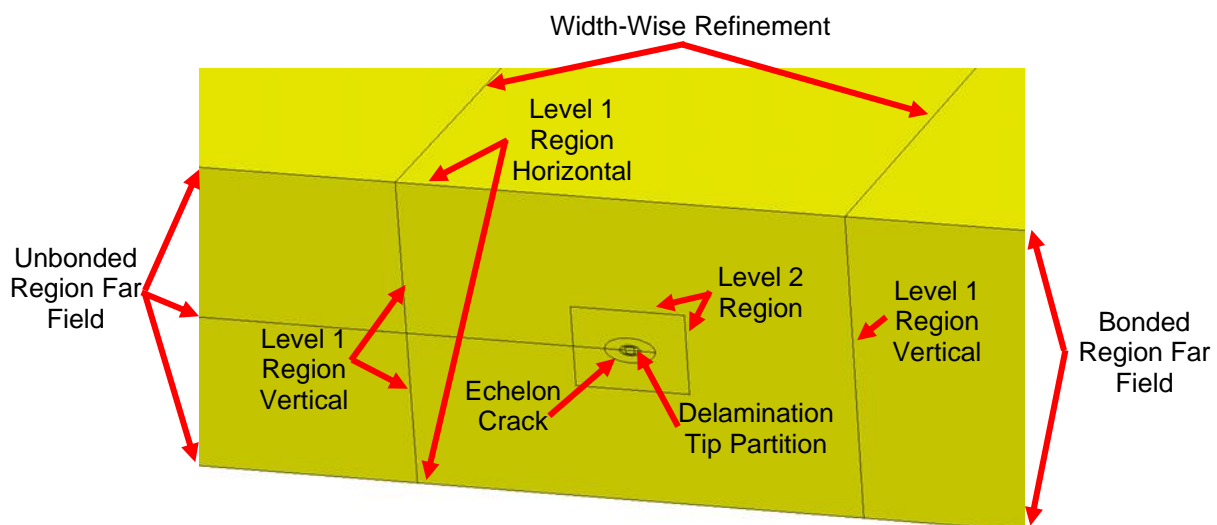 Width-Wise Refinement
Level 1
Region
Horizontal
Unbonded
Region Far
Field
Level 1
Region
Vertical
Level 2
Region
Level 1
Region
Vertical
Bonded
Region Far
Field
Echelon
Crack
Delamination
Tip Partition